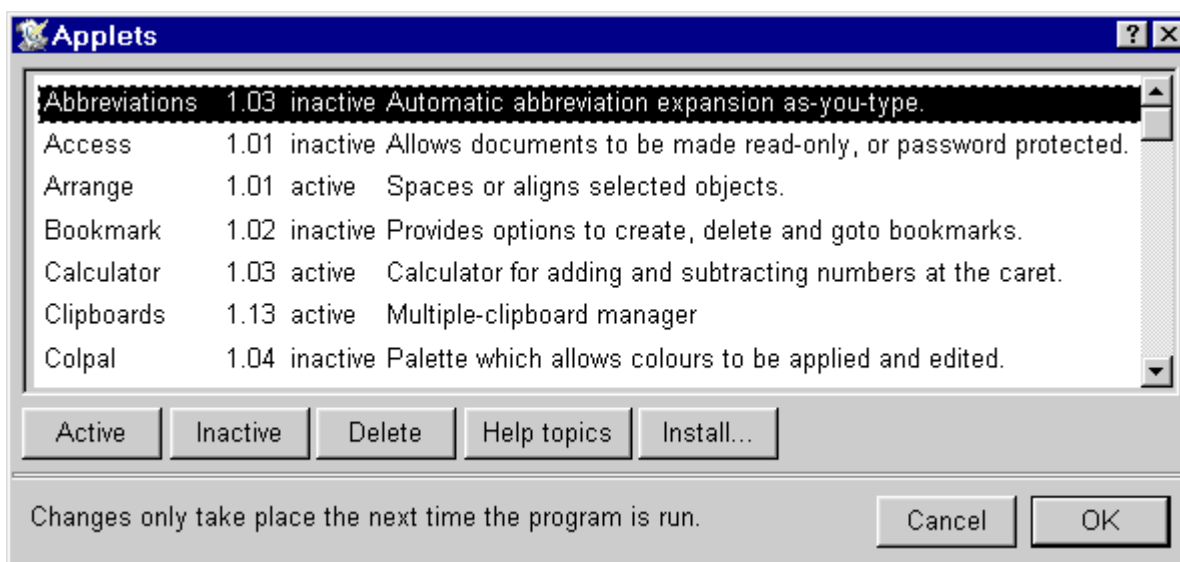 Applets
Abbreviations 1.03 inactive Automatic abbreviation expansion as-you-type.
Access 1.01 inactive Allows documents to be made read-only, or password protected.
Arrange 1.01 active Spaces or aligns selected objects.
Bookmark 1.02 inactive Provides options to create, delete and goto bookmarks.
Calculator 1.03 active Calculator for adding and subtracting numbers at the caret.
Clipboards 1.13 active Multiple-clipboard manager
Colpal 1.04 inactive Palette which allows colours to be applied and edited.
Active Inactive Delete Help topics Install...
Changes only take place the next time the program is run.
Cancel OK